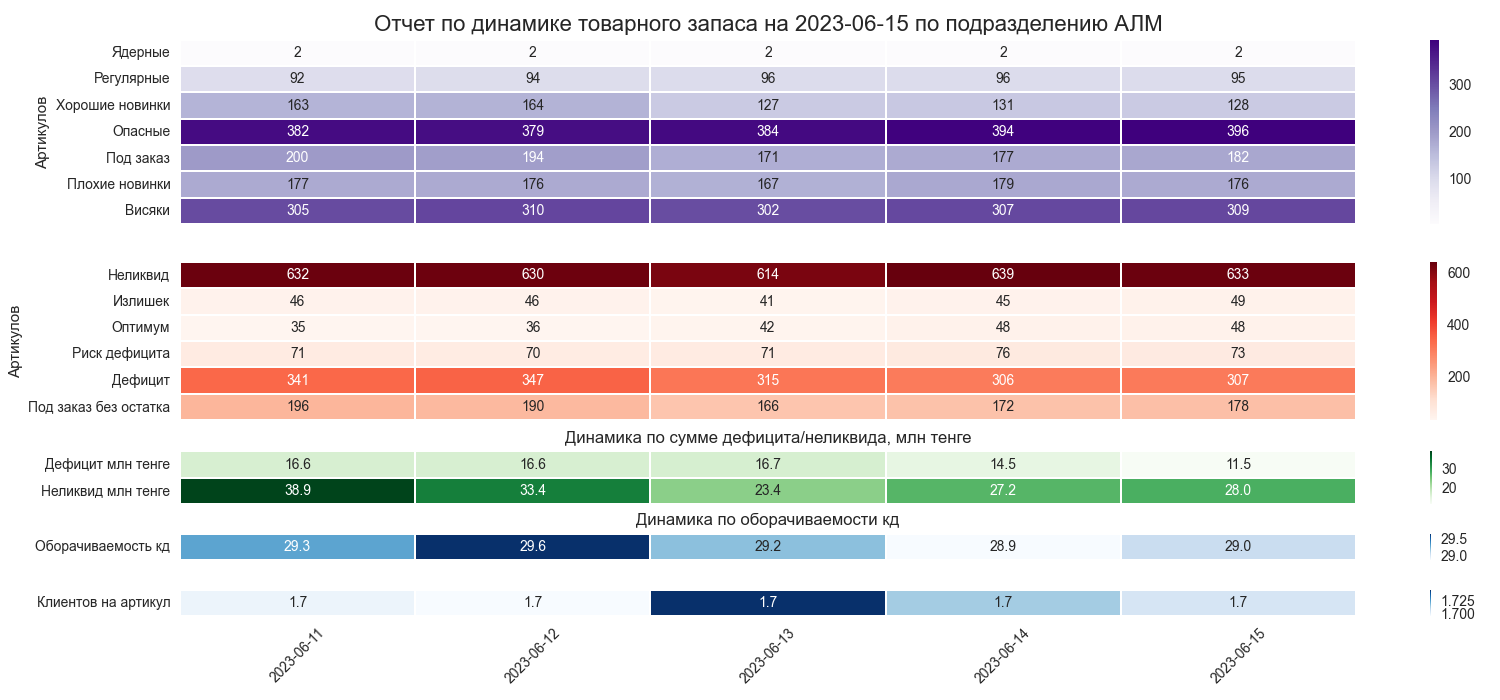 Отчет по динамике товарного запаса на 2023-06-15 по подразделению АЛМ
Артикулов
Ядерные 2 2 2 2 2
Регулярные 92 94 96 96 95
Хорошие новинки 163 164 127 131 128
Опасные 382 379 384 394 396
Под заказ 200 194 171 177 182
Плохие новинки 177 176 167 179 176
Висяки 305 310 302 307 309
300
200
100
Артикулов
Неликвид 632 630 614 639 633
Излишек 46 46 41 45 49
Оптимум 35 36 42 48 48
Риск дефицита 71 70 71 76 73
Дефицит 341 347 315 306 307
Под заказ без остатка 196 190 166 172 178
600
400
200
Динамика по сумме дефицита/неликвида, млн тенге
Дефицит млн тенге 16.6 16.6 16.7 14.5 11.5
Неликвид млн тенге 38.9 33.4 23.4 27.2 28.0
30
20
Динамика по оборачиваемости кд
Оборачиваемость кд 29.3 29.6 29.2 28.9 29.0
29.5
29.0
Клиентов на артикул 1.7 1.7 1.7 1.7 1.7
1.725
1.700
2023-06-11 2023-06-12 2023-06-13 2023-06-14 2023-06-15